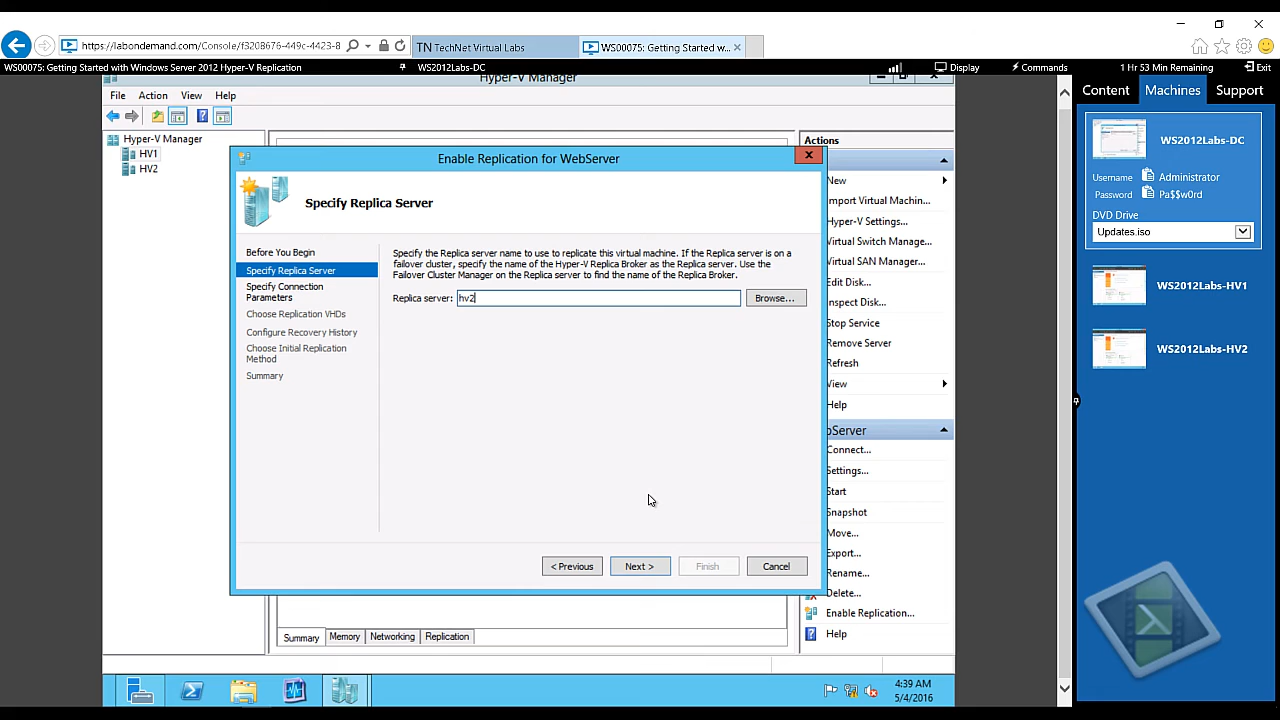 https://labondemand.com/Console/f3208676-449c-4423-8
TN TechNet Virtual Labs
WS00075: Getting Started w...
WS00075: Getting Started with Windows Server 2012 Hyper-V Replication
WS2012Labs-DC
Display
Commands
1 Hr 53 Min Remaining
Exit
Hyper-V Manager
File Action View Help
Hyper-V Manager
HV1
HV2
Enable Replication for WebServer
Specify Replica Server
Before You Begin
Specify Replica Server
Specify Connection
Parameters
Choose Replication VHDs
Configure Recovery History
Choose Initial Replication
Method
Summary
Specify the Replica server name to use to replicate this virtual machine. If the Replica server is on a
failover cluster, specify the name of the Hyper-V Replica Broker as the Replica server. Use the
Failover Cluster Manager on the Replica server to find the name of the Replica Broker.
Replica server: hv2
Browse...
< Previous
Next >
Finish
Cancel
Summary Memory Networking Replication
Actions
New
Import Virtual Machin...
Hyper-V Settings...
Virtual Switch Manage...
Virtual SAN Manager...
Edit Disk...
Inspect Disk...
Stop Service
Remove Server
Refresh
View
Help
bServer
Connect...
Settings...
Start
Snapshot
Move...
Export...
Rename...
Delete...
Enable Replication...
Help
4:39 AM
5/4/2016
Content Machines Support
WS2012Labs-DC
Username Administrator
Password Pa$$w0rd
DVD Drive
Updates.iso
WS2012Labs-HV1
WS2012Labs-HV2